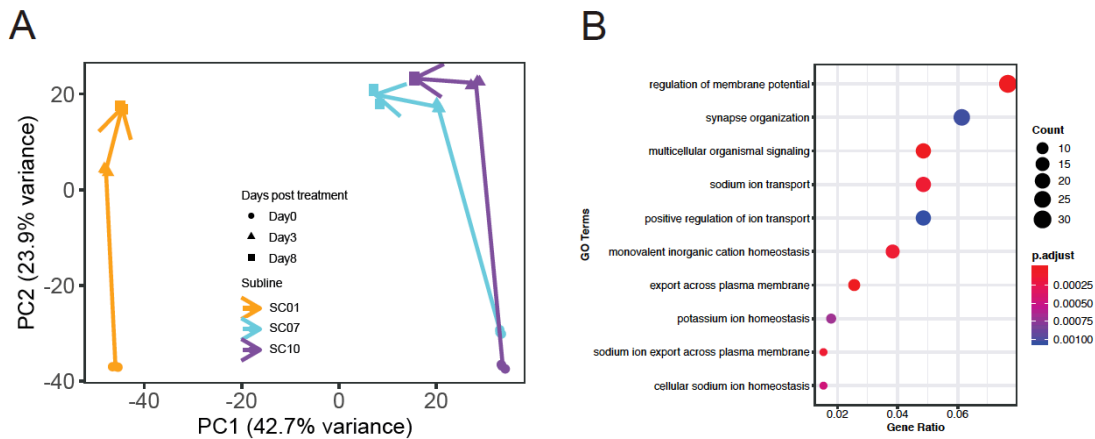 A
PC2 (23.9% variance)
20
0
-20
-40
-40
-20
0
20
PC1 (42.7% variance)
Days post treatment
Day0
Day3
Day8
Subline
SC01
SC07
SC10
B
GO Terms
regulation of membrane potential
synapse organization
multicellular organismal signaling
sodium ion transport
positive regulation of ion transport
monovalent inorganic cation homeostasis
export across plasma membrane
potassium ion homeostasis
sodium ion export across plasma membrane
cellular sodium ion homeostasis
0.02
0.04
0.06
Gene Ratio
Count
10
15
20
25
30
p.adjust
0.00025
0.00050
0.00075
0.00100